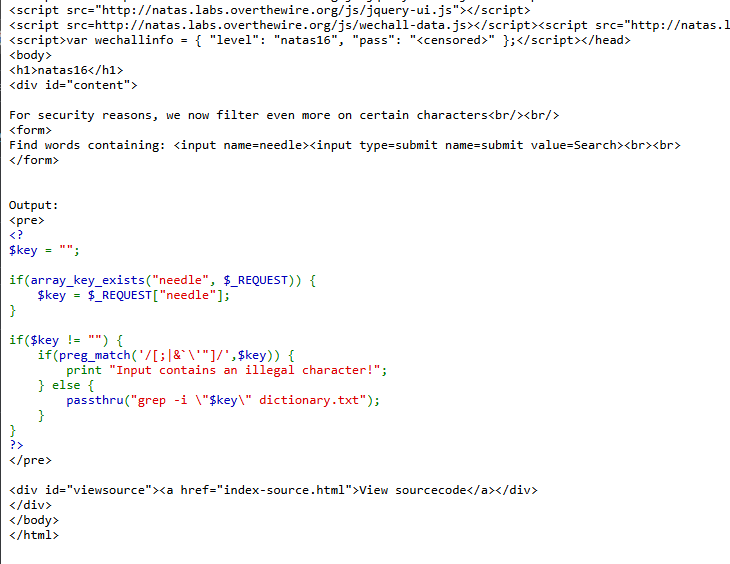 <script src="http://natas.labs.overthewire.org/js/jquery-ui.js"></script>
<script src=http://natas.labs.overthewire.org/js/wechall-data.js></script><script src="http://natas.l
<script>var wechallinfo = { "level": "natas16", "pass": "<censored>" };</script></head>
<body>
<h1>natas16</h1>
<div id="content">

For security reasons, we now filter even more on certain characters<br/><br/>
<form>
Find words containing: <input name=needle><input type=submit name=submit value=Search><br><br>
</form>


Output:
<pre>
<?
$key = "";

if(array_key_exists("needle", $_REQUEST)) {
    $key = $_REQUEST["needle"];
}

if($key != "") {
    if(preg_match('/[;|&`\'"]/',$key)) {
        print "Input contains an illegal character!";
    } else {
        passthru("grep -i \"$key\" dictionary.txt");
    }
}
?>
</pre>

<div id="viewsource"><a href="index-source.html">View sourcecode</a></div>
</div>
</body>
</html>